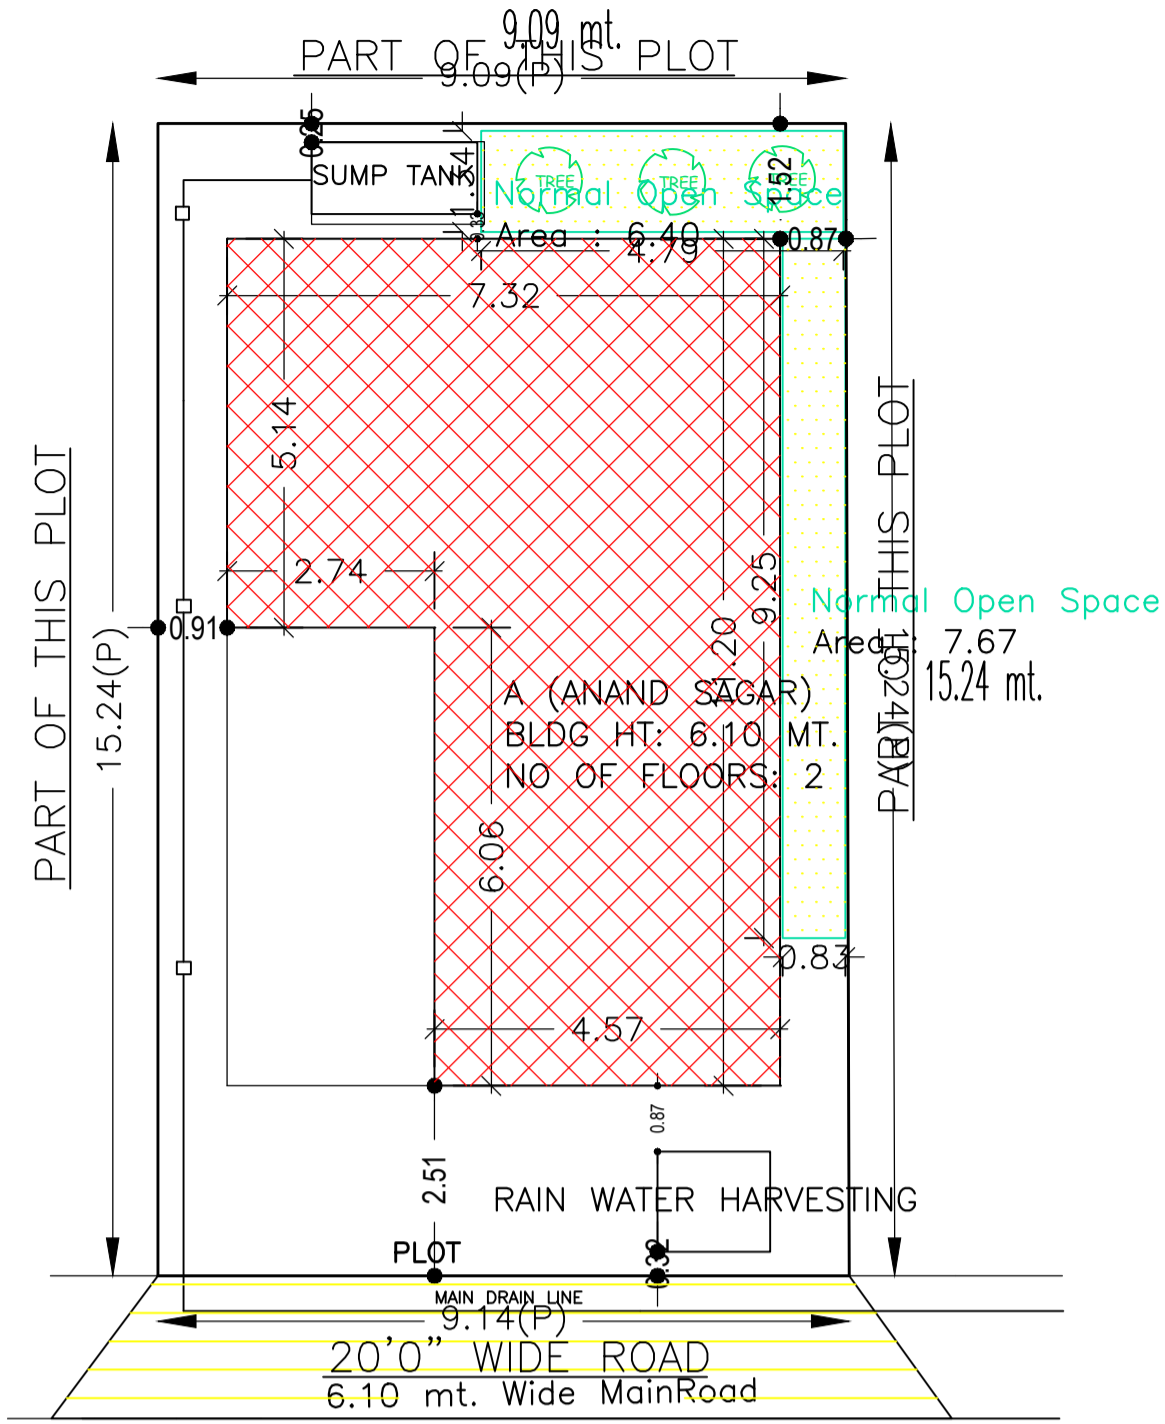 9.09 mt.
PART OF THIS PLOT
9.09(P)
0.25
SUMP TANK
1.34
TREE
TREE
TREE
1.52
Normal Open Space
Area : 6.40
4.79
0.87
7.32
5.14
2.74
0.91
9.25
11.20
PART OF THIS PLOT
15.24(P)
PART OF THIS PLOT
15.24(P)
15.24 mt.
Normal Open Space
Area : 7.67
A (ANAND SAGAR)
BLDG HT: 6.10 MT.
NO OF FLOORS: 2
6.06
0.83
4.57
0.87
2.51
RAIN WATER HARVESTING
0.32
PLOT
MAIN DRAIN LINE
9.14(P)
20'0" WIDE ROAD
6.10 mt. Wide MainRoad